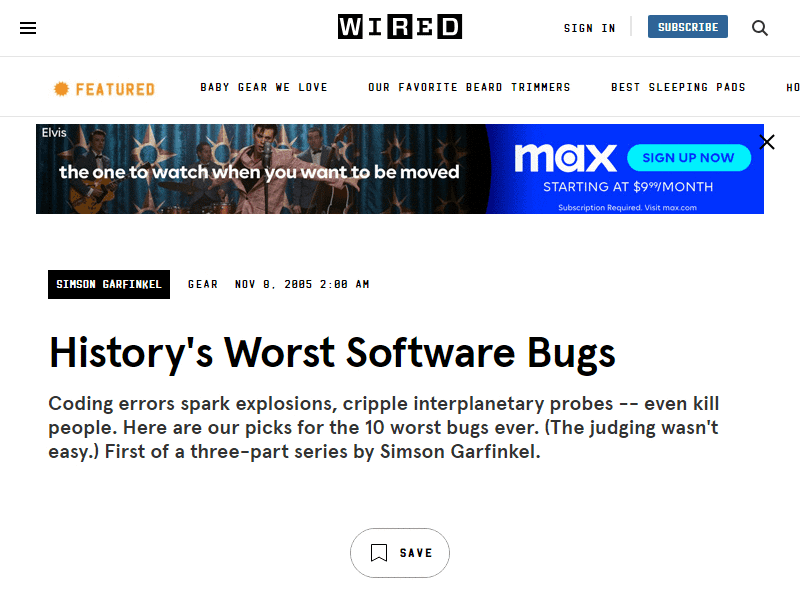 WIRED
SIGN IN
SUBSCRIBE
FEATURED
BABY GEAR WE LOVE
OUR FAVORITE BEARD TRIMMERS
BEST SLEEPING PADS
HO
Elvis
the one to watch when you want to be moved
max
SIGN UP NOW
STARTING AT $9⁹⁹/MONTH
Subscription Required. Visit max.com
SIMSON GARFINKEL
GEAR
NOV 8, 2005 2:00 AM
History's Worst Software Bugs
Coding errors spark explosions, cripple interplanetary probes -- even kill
people. Here are our picks for the 10 worst bugs ever. (The judging wasn't
easy.) First of a three-part series by Simson Garfinkel.
SAVE